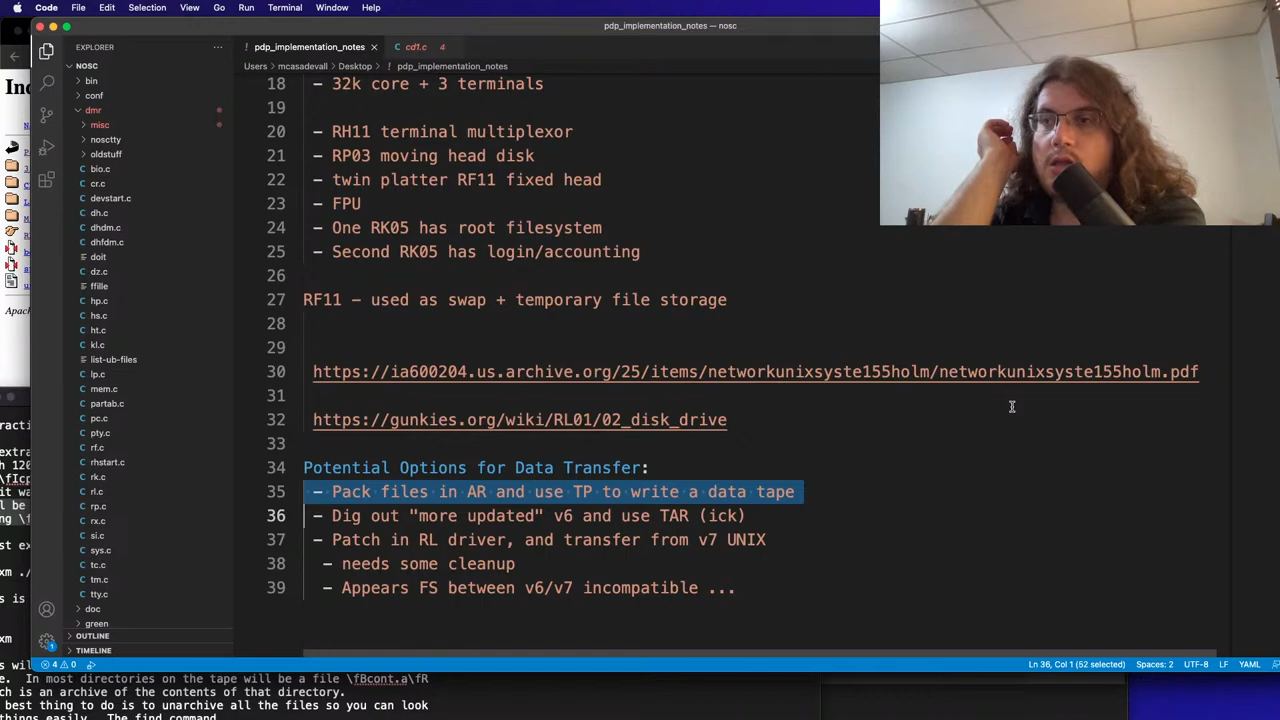 Code File Edit Selection View Go Run Terminal Window Help
pdp_implementation_notes — nosc
EXPLORER
! pdp_implementation_notes × C cd1.c 4
Users > mcasadevall > Desktop > ! pdp_implementation_notes
NOSC
bin
conf
dmr
misc
nosctty
oldstuff
bio.c
cr.c
devstart.c
dh.c
dhdm.c
dhfdm.c
doit
dz.c
ffille
hp.c
hs.c
ht.c
kl.c
list-ub-files
lp.c
mem.c
partab.c
pc.c
pty.c
rf.c
rhstart.c
rk.c
rl.c
rp.c
rx.c
si.c
sys.c
tc.c
tm.c
tty.c
doc
green
OUTLINE
TIMELINE
18 - 32k core + 3 terminals
19
20 - RH11 terminal multiplexor
21 - RP03 moving head disk
22 - twin platter RF11 fixed head
23 - FPU
24 - One RK05 has root filesystem
25 - Second RK05 has login/accounting
26
27 RF11 - used as swap + temporary file storage
28
29
30 https://ia600204.us.archive.org/25/items/networkunixsyste155holm/networkunixsyste155holm.pdf
31
32 https://gunkies.org/wiki/RL01/02_disk_drive
33
34 Potential Options for Data Transfer:
35 - Pack files in AR and use TP to write a data tape
36 - Dig out "more updated" v6 and use TAR (ick)
37 - Patch in RL driver, and transfer from v7 UNIX
38 - needs some cleanup
39 - Appears FS between v6/v7 incompatible ...
4 0 Ln 36, Col 1 (52 selected) Spaces: 2 UTF-8 LF YAML
e. In most directories on the tape will be a file \fBcont.a\fR
ch is an archive of the contents of that directory.
best thing to do is to unarchive all the files so you can look
things easily. The find command